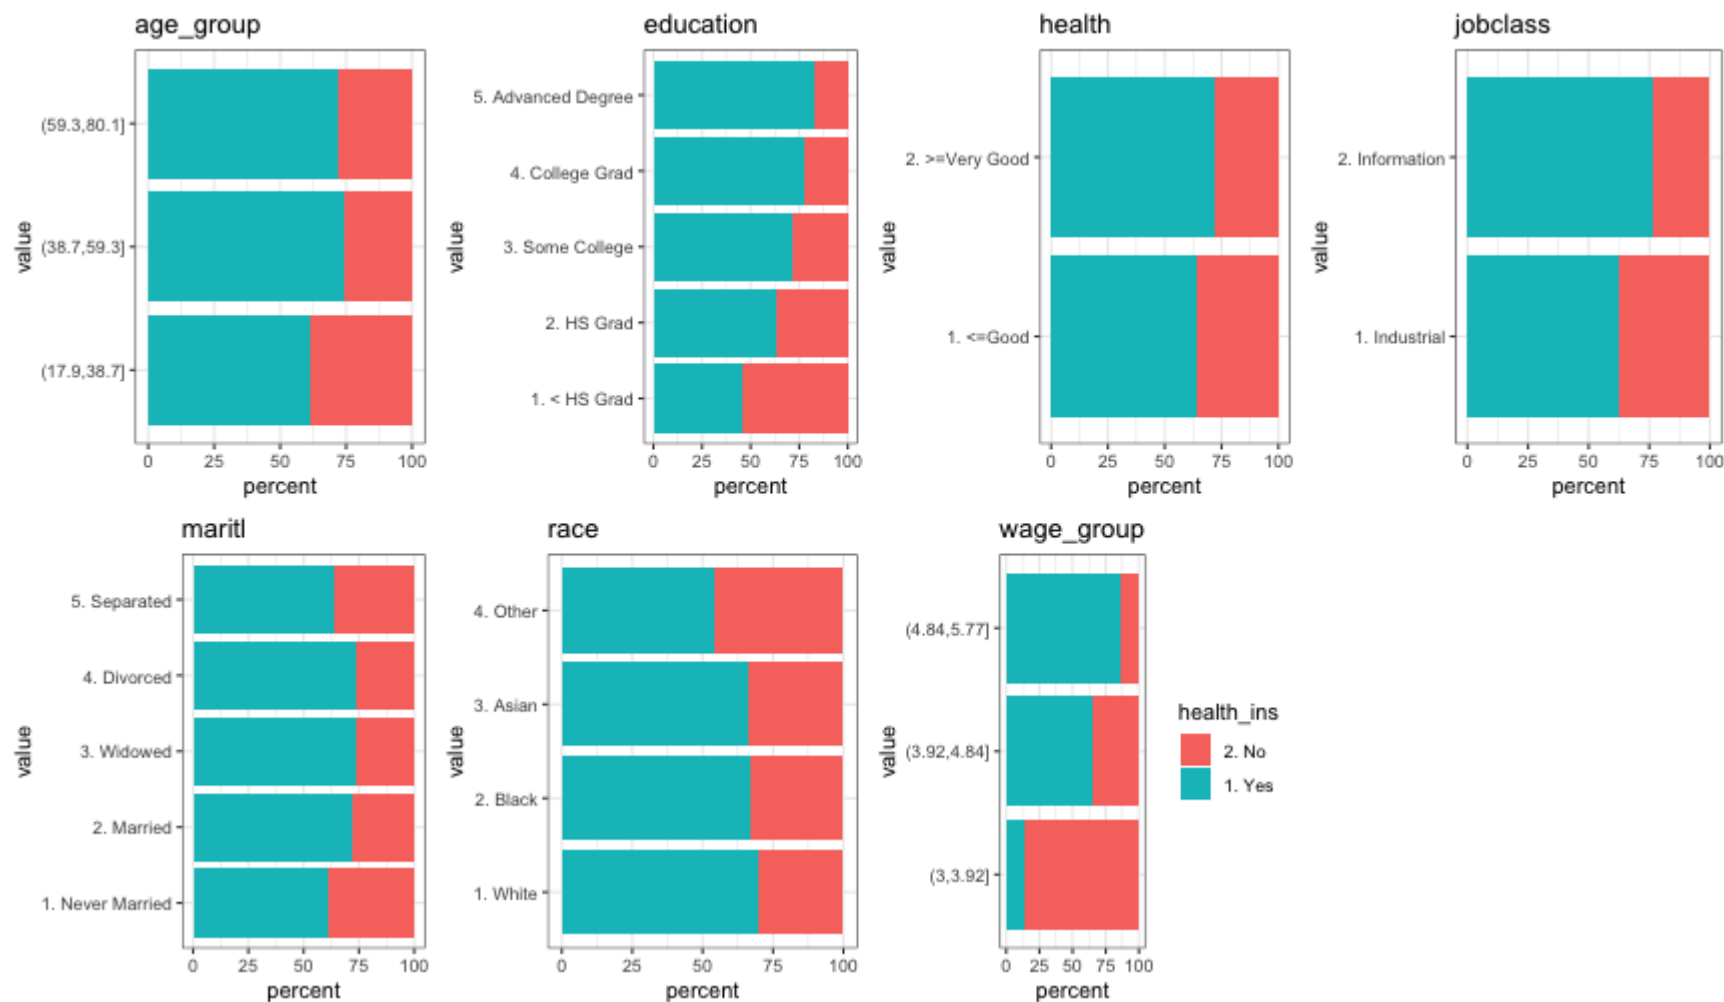 age_group
education
health
jobclass
value
(59.3,80.1]
(38.7,59.3]
(17.9,38.7]
0 25 50 75 100
percent
value
5. Advanced Degree
4. College Grad
3. Some College
2. HS Grad
1. < HS Grad
0 25 50 75 100
percent
value
2. >=Very Good
1. <=Good
0 25 50 75 100
percent
value
2. Information
1. Industrial
0 25 50 75 100
percent
maritl
race
wage_group
value
5. Separated
4. Divorced
3. Widowed
2. Married
1. Never Married
0 25 50 75 100
percent
value
4. Other
3. Asian
2. Black
1. White
0 25 50 75 100
percent
value
(4.84,5.77]
(3.92,4.84]
(3,3.92]
0 25 50 75 100
percent
health_ins
2. No
1. Yes